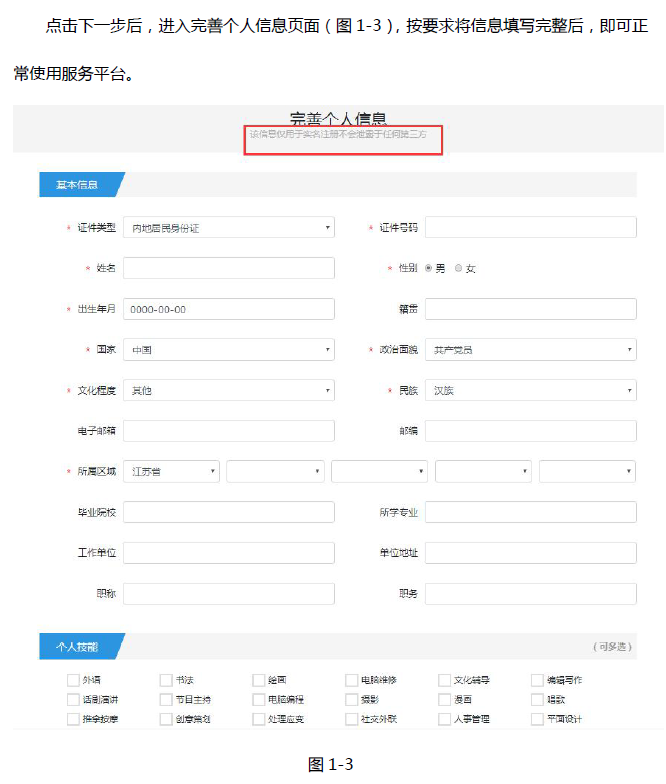 点击下一步后，进入完善个人信息页面（图 1-3），按要求将信息填写完整后，即可正
常使用服务平台。
完善个人信息
该信息仅用于实名注册不会泄露于任何第三方
基本信息
* 证件类型 内地居民身份证 * 证件号码
* 姓名 * 性别 男 女
* 出生年月 0000-00-00 籍贯
* 国家 中国 * 政治面貌 共产党员
* 文化程度 其他 * 民族 汉族
电子邮箱 邮编
* 所属区域 江苏省
毕业院校 所学专业
工作单位 单位地址
职称 职务
个人技能 （可多选）
外语 书法 绘画 电脑维修 文化辅导 编辑写作
话剧演讲 节目主持 电脑编程 摄影 漫画 唱歌
推拿按摩 创意策划 处理应变 社交外联 人事管理 平面设计
图 1-3